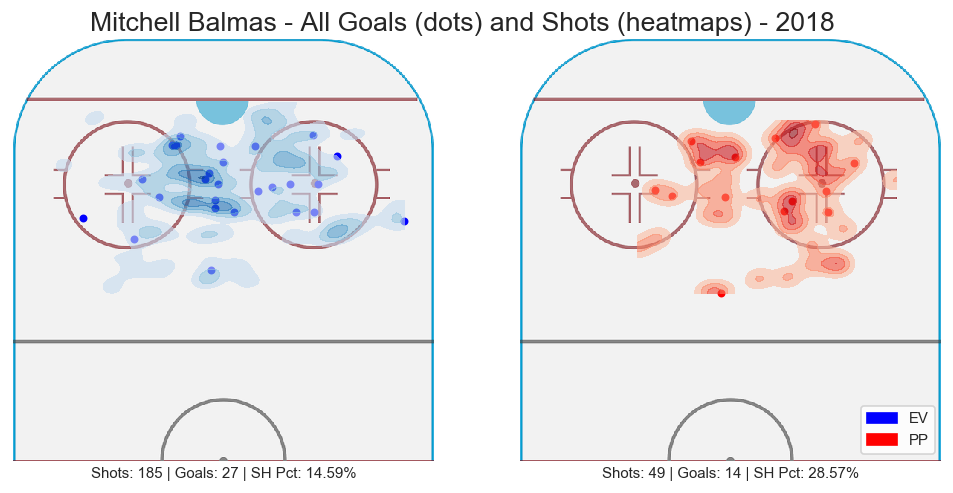 Mitchell Balmas - All Goals (dots) and Shots (heatmaps) - 2018
EV
PP
Shots: 185 | Goals: 27 | SH Pct: 14.59%
Shots: 49 | Goals: 14 | SH Pct: 28.57%